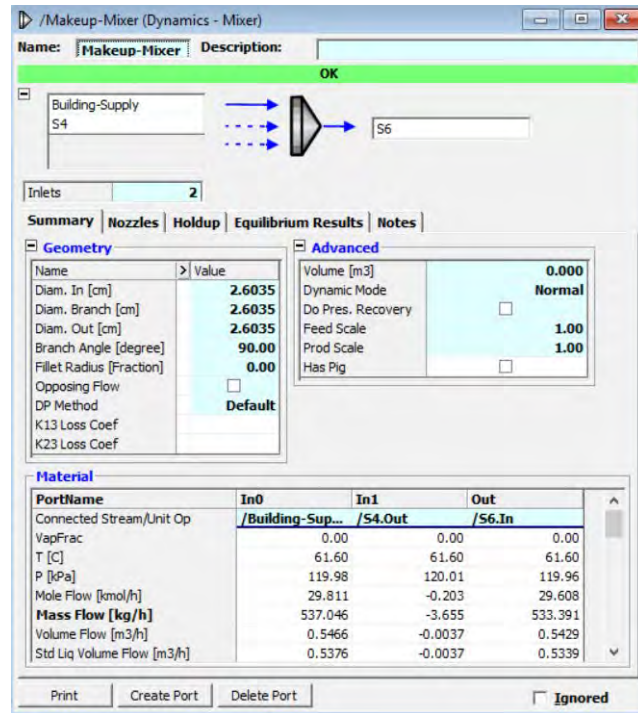 /Makeup-Mixer (Dynamics - Mixer)
Name: Makeup-Mixer Description:
OK
Building-Supply
S4
S6
Inlets 2
Summary Nozzles Holdup Equilibrium Results Notes
Geometry
Name > Value
Diam. In [cm] 2.6035
Diam. Branch [cm] 2.6035
Diam. Out [cm] 2.6035
Branch Angle [degree] 90.00
Fillet Radius [Fraction] 0.00
Opposing Flow
DP Method Default
K13 Loss Coef
K23 Loss Coef
Advanced
Volume [m3] 0.000
Dynamic Mode Normal
Do Pres. Recovery
Feed Scale 1.00
Prod Scale 1.00
Has Pig
Material
PortName In0 In1 Out
Connected Stream/Unit Op /Building-Sup... /S4.Out /S6.In
VapFrac 0.00 0.00 0.00
T [C] 61.60 61.60 61.60
P [kPa] 119.98 120.01 119.96
Mole Flow [kmol/h] 29.811 -0.203 29.608
Mass Flow [kg/h] 537.046 -3.655 533.391
Volume Flow [m3/h] 0.5466 -0.0037 0.5429
Std Liq Volume Flow [m3/h] 0.5376 -0.0037 0.5339
Print Create Port Delete Port Ignored